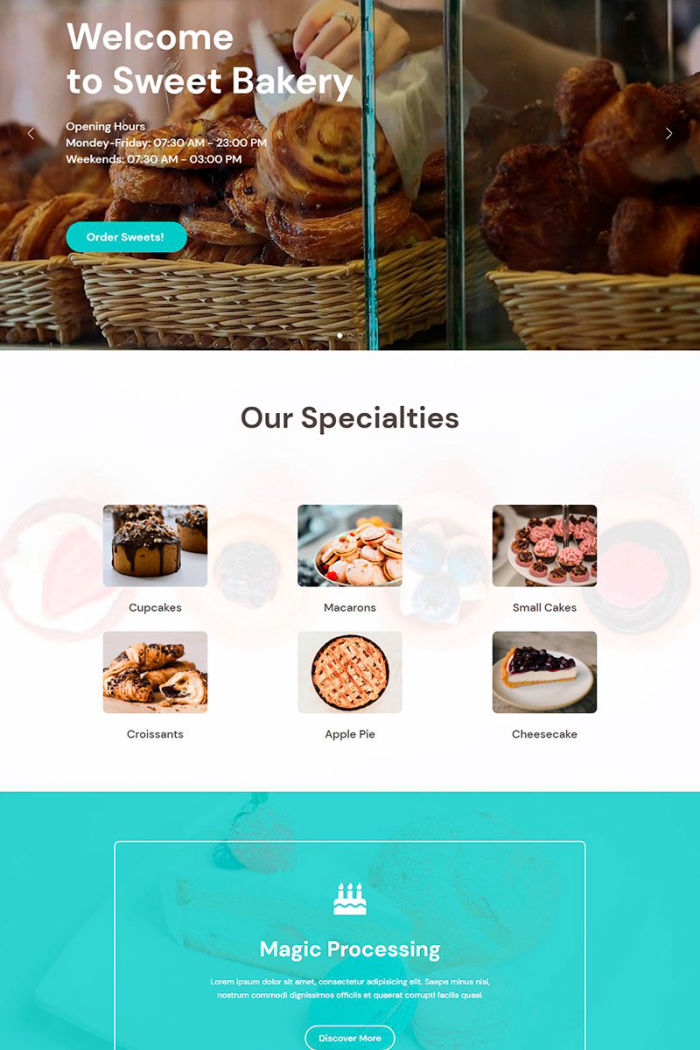 Welcome
to Sweet Bakery
Opening Hours
Monday-Friday: 07:30 AM - 23:00 PM
Weekends: 07:30 AM - 03:00 PM
Order Sweets!
Our Specialties
Cupcakes
Macarons
Small Cakes
Croissants
Apple Pie
Cheesecake
Magic Processing
Lorem ipsum dolor sit amet, consectetur adipisicing elit. Saepe minus nisi,
nostrum commodi dignissimos officiis et quaerat corrupti facilis quasi.
Discover More